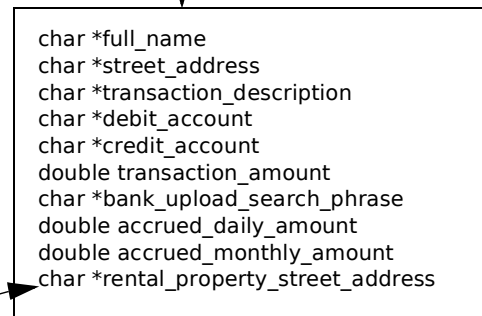 char *full_name
char *street_address
char *transaction_description
char *debit_account
char *credit_account
double transaction_amount
char *bank_upload_search_phrase
double accrued_daily_amount
double accrued_monthly_amount
char *rental_property_street_address